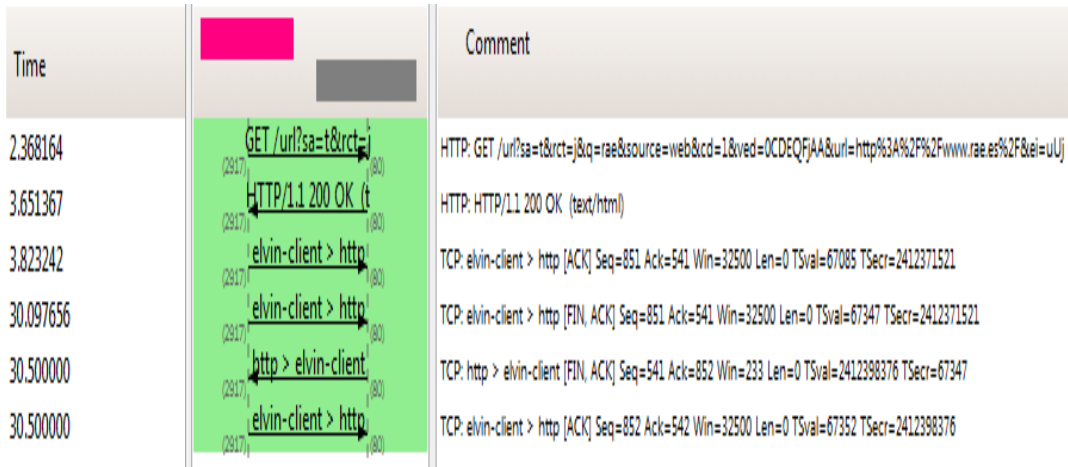 Time
Comment
2.368164
GET /url?sa=t&rct=j
(2917)
(80)
HTTP: GET /url?sa=t&rct=j&q=rae&source=web&cd=1&ved=0CDEQFjAA&url=http%3A%2F%2Fwww.rae.es%2F&ei=uUj
3.651367
HTTP/1.1 200 OK (t
(2917)
(80)
HTTP: HTTP/1.1 200 OK (text/html)
3.823242
elvin-client > http
(2917)
(80)
TCP: elvin-client > http [ACK] Seq=851 Ack=541 Win=32500 Len=0 TSval=67085 TSecr=2412371521
30.097656
elvin-client > http
(2917)
(80)
TCP: elvin-client > http [FIN, ACK] Seq=851 Ack=541 Win=32500 Len=0 TSval=67347 TSecr=2412371521
30.500000
http > elvin-client
(2917)
(80)
TCP: http > elvin-client [FIN, ACK] Seq=541 Ack=852 Win=233 Len=0 TSval=2412398376 TSecr=67347
30.500000
elvin-client > http
(2917)
(80)
TCP: elvin-client > http [ACK] Seq=852 Ack=542 Win=32500 Len=0 TSval=67352 TSecr=2412398376